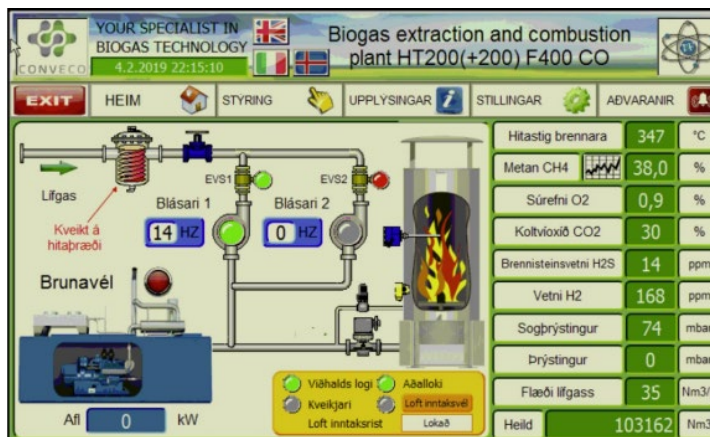 YOUR SPECIALIST IN
BIOGAS TECHNOLOGY
CONVECO
4.2.2019 22:15:10
Biogas extraction and combustion
plant HT200(+200) F400 CO
EXIT
HEIM
STÝRING
UPPLÝSINGAR
STILLINGAR
AÐVARANIR
Lífgas
Kveikt á
hitaþræði
EVS1
EVS2
Blásari 1
Blásari 2
14 HZ
0 HZ
Brunavél
Afl 0 kW
Viðhalds logi
Aðalloki
Kveikjari
Loft inntaksvél
Loft inntaksrist
Lokað
Hitastig brennara 347 °C
Metan CH4 38,0 %
Súrefni O2 0,9 %
Koltvíoxíð CO2 30 %
Brennisteinsvetni H2S 14 ppm
Vetni H2 168 ppm
Sogþrýstingur 74 mbar
Þrýstingur 0 mbar
Flæði lífgass 35 Nm3/
Heild 103162 Nm3